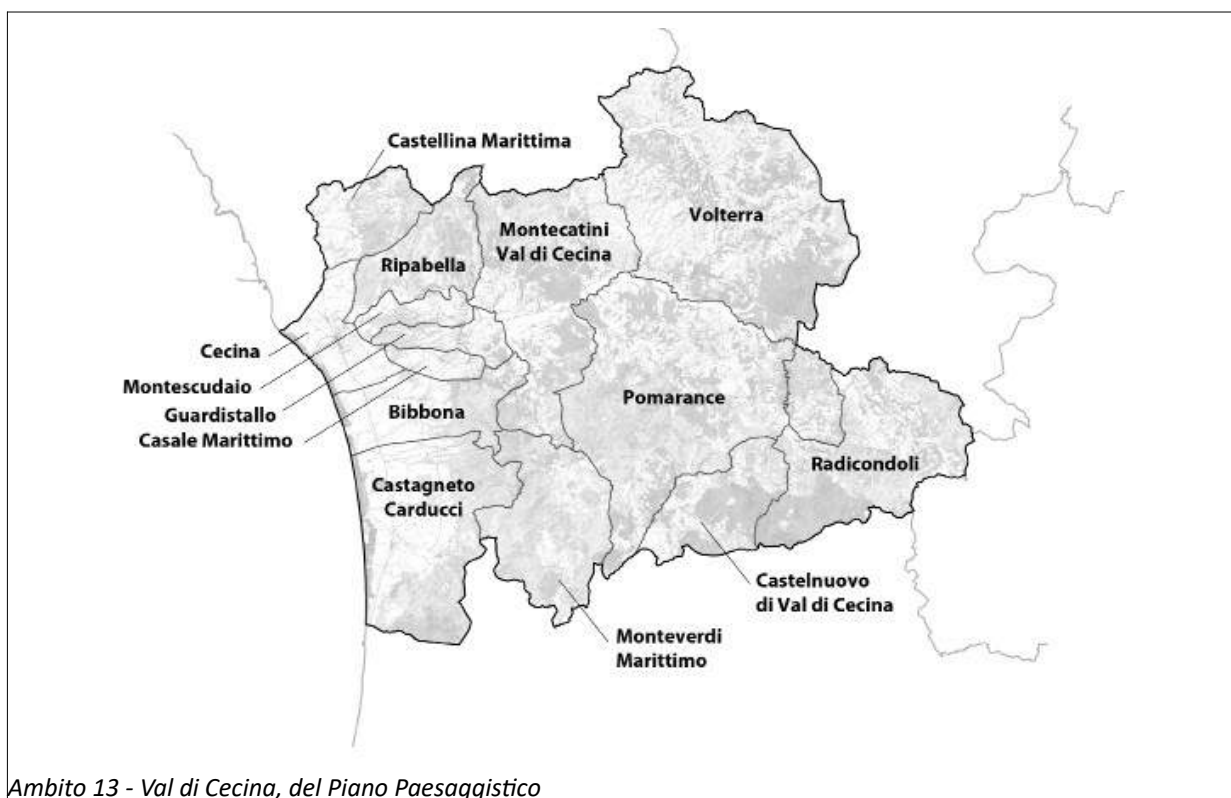 Castellina Marittima
Volterra
Montecatini
Val di Cecina
Ripabella
Cecina
Montescudaio
Guardistallo
Casale Marittimo
Bibbona
Pomarance
Radicondoli
Castagneto
Carducci
Castelnuovo
di Val di Cecina
Monteverdi
Marittimo
Ambito 13 - Val di Cecina, del Piano Paesaggistico